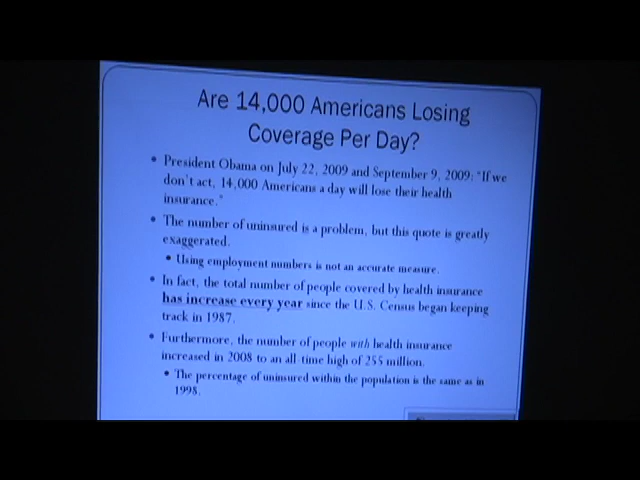 Are 14,000 Americans Losing
Coverage Per Day?
• President Obama on July 22, 2009 and September 9, 2009: "If we
don't act, 14,000 Americans a day will lose their health
insurance."
• The number of uninsured is a problem, but this quote is greatly
exaggerated.
• Using employment numbers is not an accurate measure.
• In fact, the total number of people covered by health insurance
has increase every year since the U.S. Census began keeping
track in 1987.
• Furthermore, the number of people with health insurance
increased in 2008 to an all-time high of 255 million.
• The percentage of uninsured within the population is the same as in
1998.